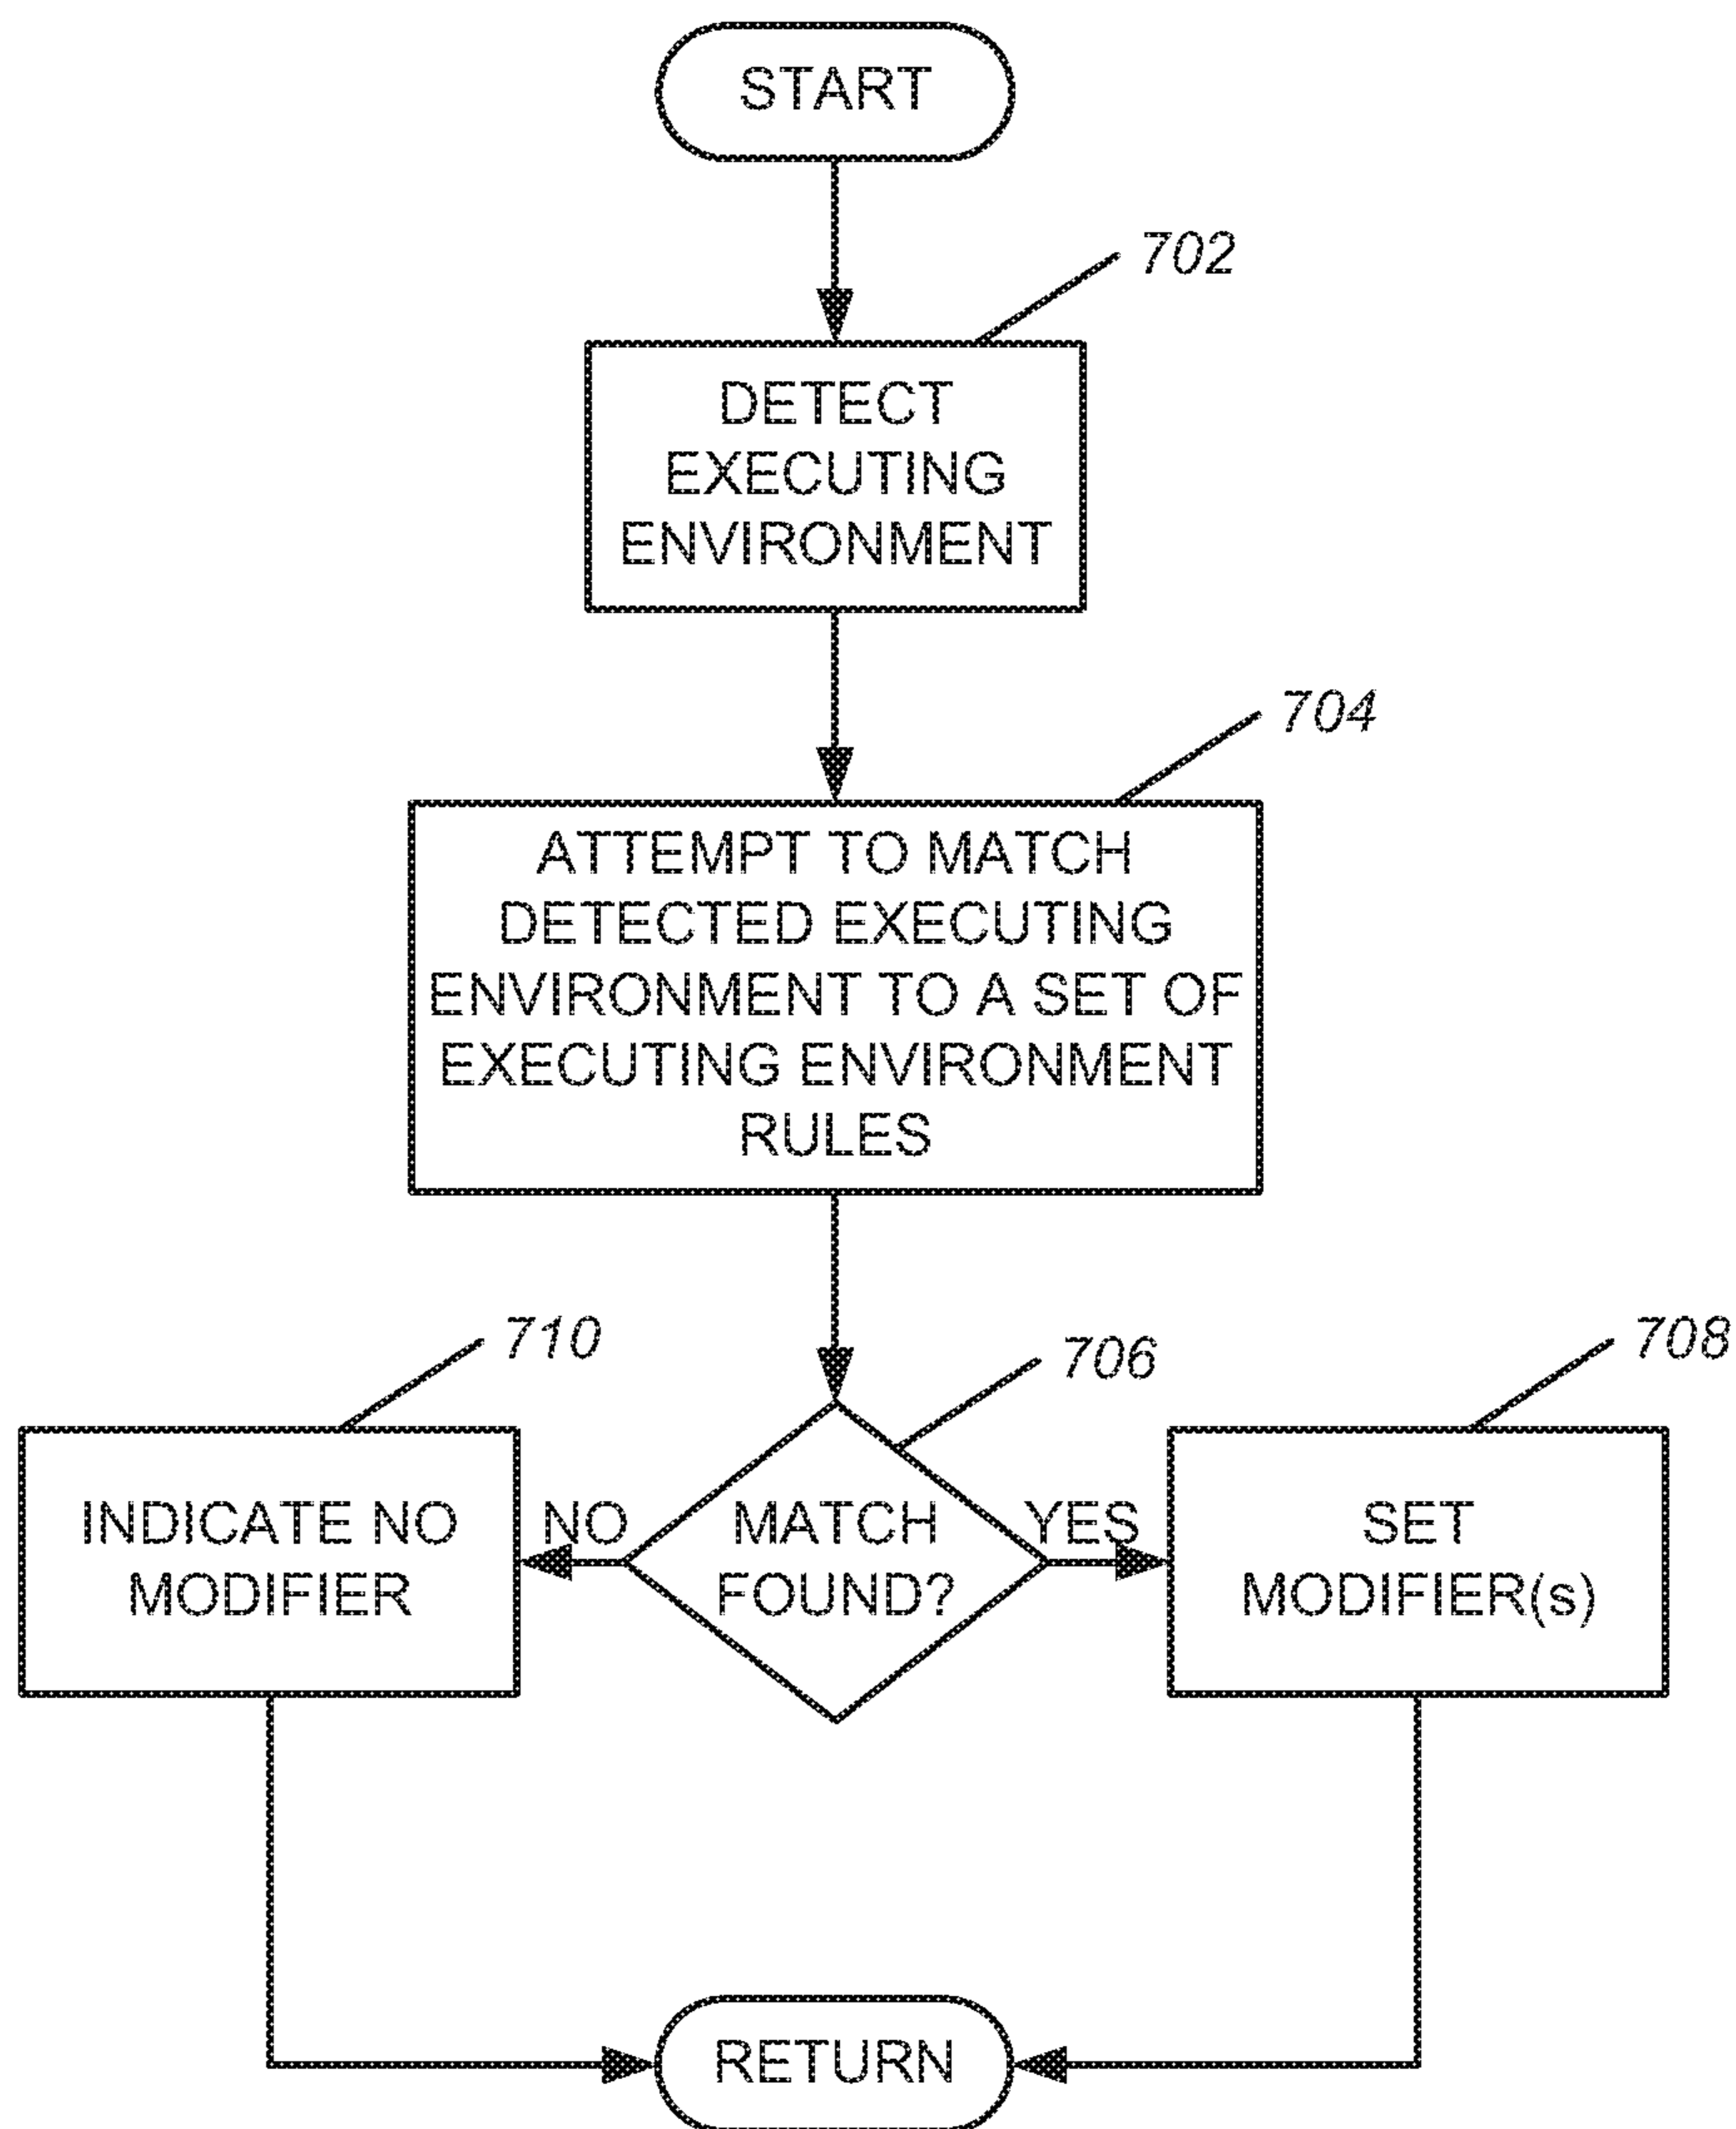 START
702
DETECT
EXECUTING
ENVIRONMENT
704
ATTEMPT TO MATCH
DETECTED EXECUTING
ENVIRONMENT TO A SET OF
EXECUTING ENVIRONMENT
RULES
710
706
708
INDICATE NO
MODIFIER
NO
MATCH
FOUND?
YES
SET
MODIFIER(s)
RETURN